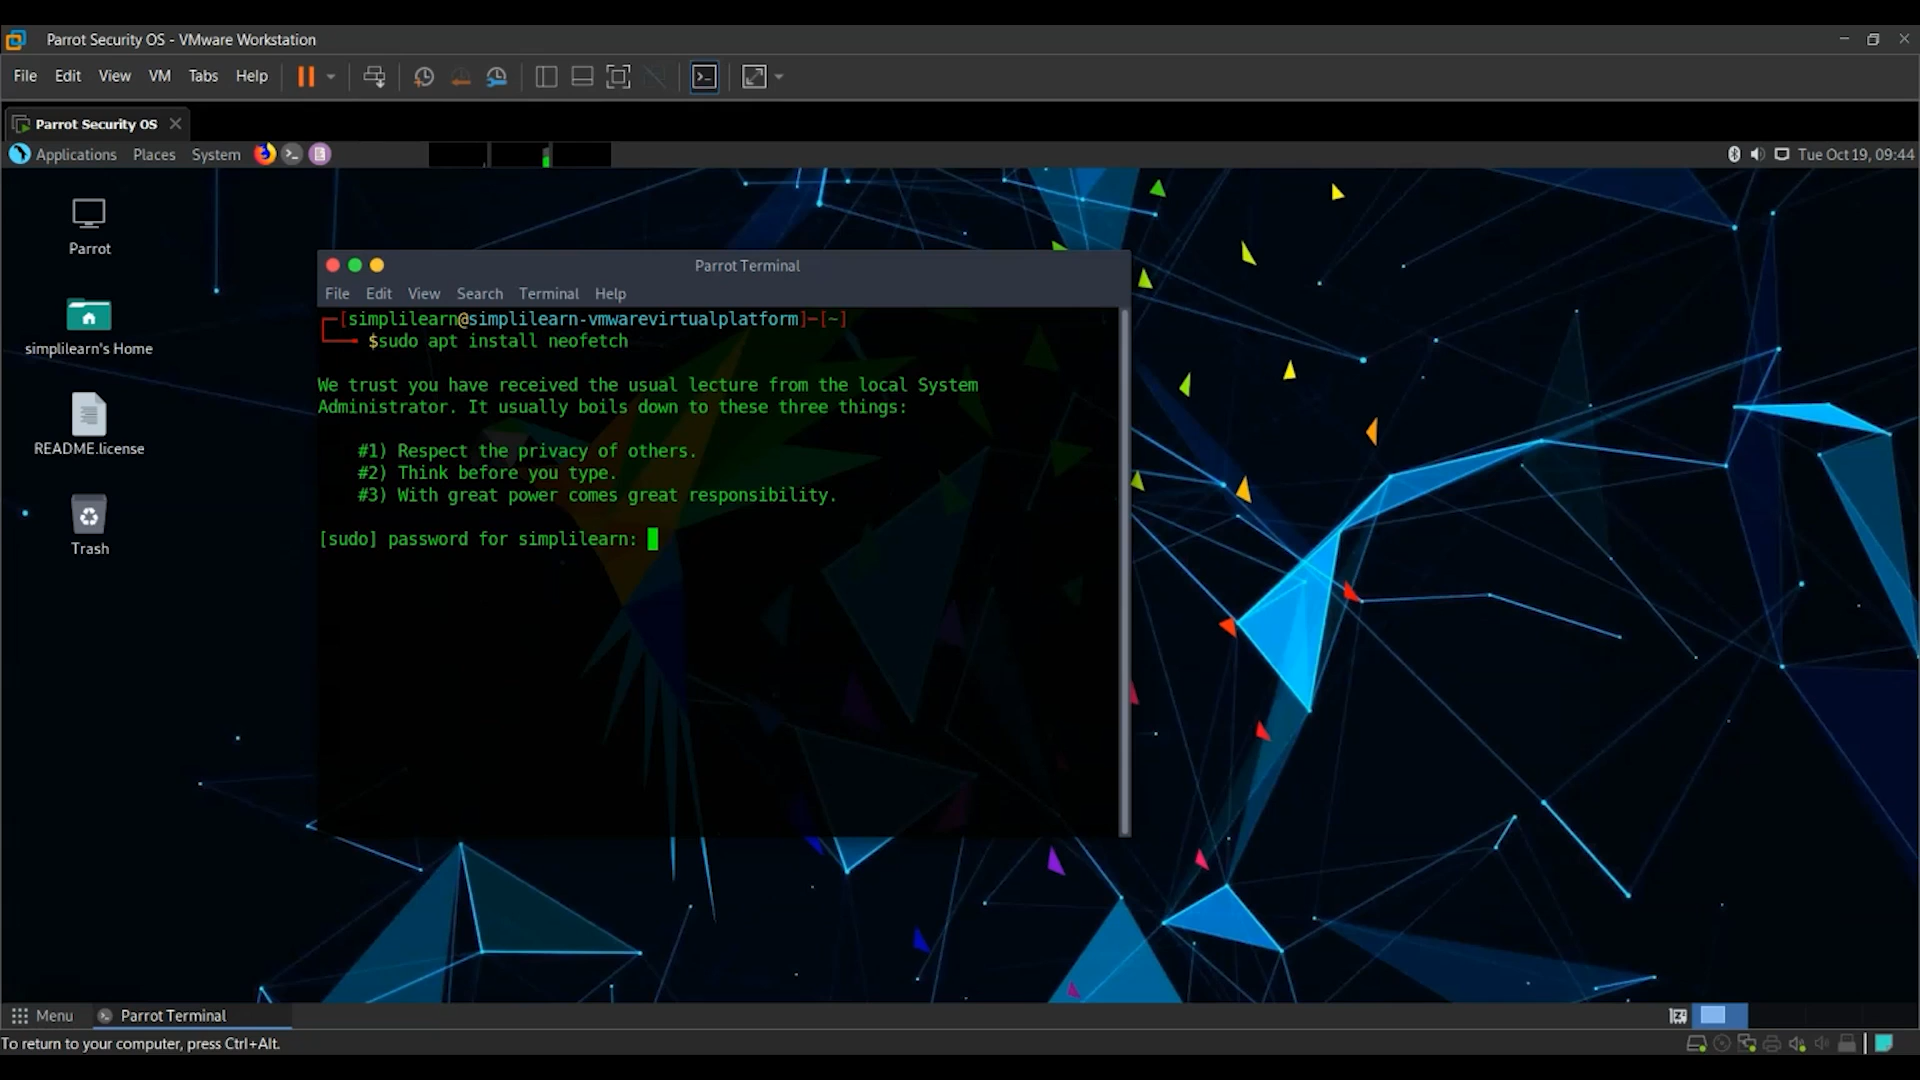 Parrot Security OS - VMware Workstation
File Edit View VM Tabs Help
Parrot Security OS
Applications Places System
Tue Oct 19, 09:44
Parrot
simplilearn's Home
README.license
Trash
Parrot Terminal
File Edit View Search Terminal Help
[simplilearn@simplilearn-vmwarevirtualplatform]-[~]
$sudo apt install neofetch
We trust you have received the usual lecture from the local System
Administrator. It usually boils down to these three things:
#1) Respect the privacy of others.
#2) Think before you type.
#3) With great power comes great responsibility.
[sudo] password for simplilearn:
Menu Parrot Terminal
To return to your computer, press Ctrl+Alt.